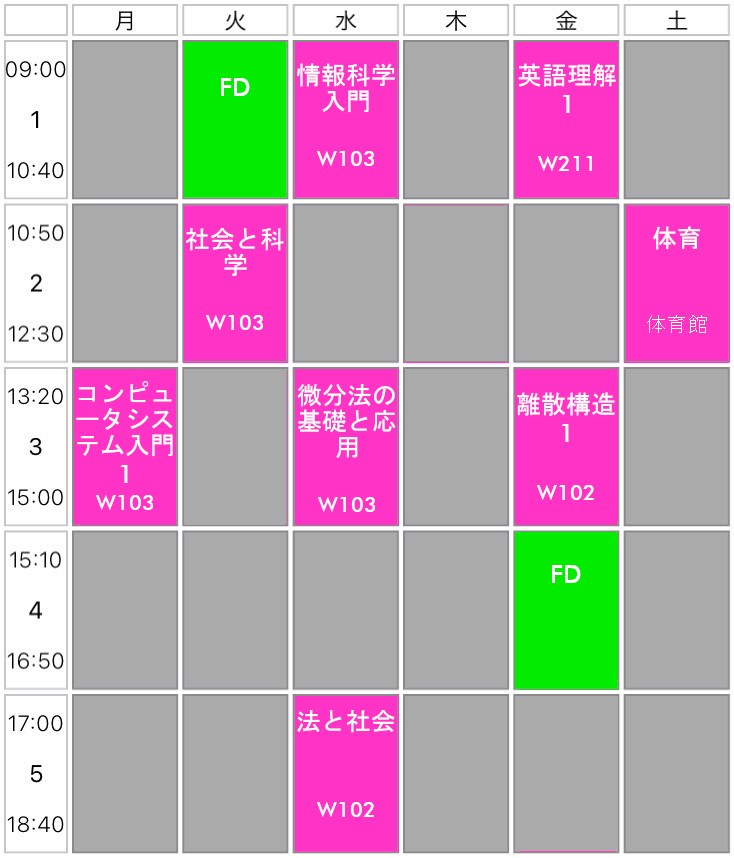 月 火 水 木 金 土
09:00
1
10:40
FD
情報科学
入門
W103
英語理解
1
W211
10:50
2
12:30
社会と科
学
W103
体育
体育館
13:20
3
15:00
コンピュ
ータシス
テム入門
1
W103
微分法の
基礎と応
用
W103
離散構造
1
W102
15:10
4
16:50
FD
17:00
5
18:40
法と社会
W102